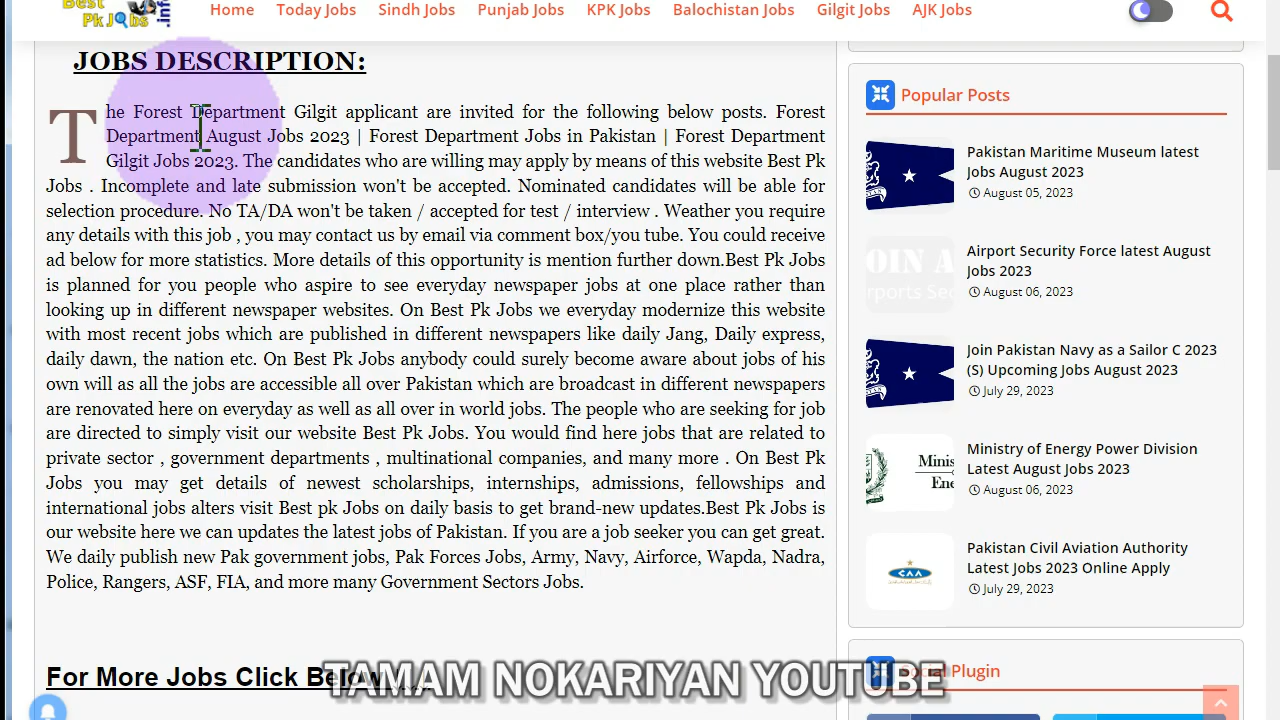 Best
Pk Jobs
.inf
Home Today Jobs Sindh Jobs Punjab Jobs KPK Jobs Balochistan Jobs Gilgit Jobs AJK Jobs
JOBS DESCRIPTION:
The Forest Department Gilgit applicant are invited for the following below posts. Forest
Department August Jobs 2023 | Forest Department Jobs in Pakistan | Forest Department
Gilgit Jobs 2023. The candidates who are willing may apply by means of this website Best Pk
Jobs . Incomplete and late submission won't be accepted. Nominated candidates will be able for
selection procedure. No TA/DA won't be taken / accepted for test / interview . Weather you require
any details with this job , you may contact us by email via comment box/you tube. You could receive
ad below for more statistics. More details of this opportunity is mention further down.Best Pk Jobs
is planned for you people who aspire to see everyday newspaper jobs at one place rather than
looking up in different newspaper websites. On Best Pk Jobs we everyday modernize this website
with most recent jobs which are published in different newspapers like daily Jang, Daily express,
daily dawn, the nation etc. On Best Pk Jobs anybody could surely become aware about jobs of his
own will as all the jobs are accessible all over Pakistan which are broadcast in different newspapers
are renovated here on everyday as well as all over in world jobs. The people who are seeking for job
are directed to simply visit our website Best Pk Jobs. You would find here jobs that are related to
private sector , government departments , multinational companies, and many more . On Best Pk
Jobs you may get details of newest scholarships, internships, admissions, fellowships and
international jobs alters visit Best pk Jobs on daily basis to get brand-new updates.Best Pk Jobs is
our website here we can updates the latest jobs of Pakistan. If you are a job seeker you can get great.
We daily publish new Pak government jobs, Pak Forces Jobs, Army, Navy, Airforce, Wapda, Nadra,
Police, Rangers, ASF, FIA, and more many Government Sectors Jobs.
For More Jobs Click Below
TAMAM NOKARIYAN YOUTUBE
Popular Posts
Pakistan Maritime Museum latest
Jobs August 2023
August 05, 2023
OIN A
rports Sec
Airport Security Force latest August
Jobs 2023
August 06, 2023
Join Pakistan Navy as a Sailor C 2023
(S) Upcoming Jobs August 2023
July 29, 2023
Minis
Ene
Ministry of Energy Power Division
Latest August Jobs 2023
August 06, 2023
CAA
Pakistan Civil Aviation Authority
Latest Jobs 2023 Online Apply
July 29, 2023
Social Plugin